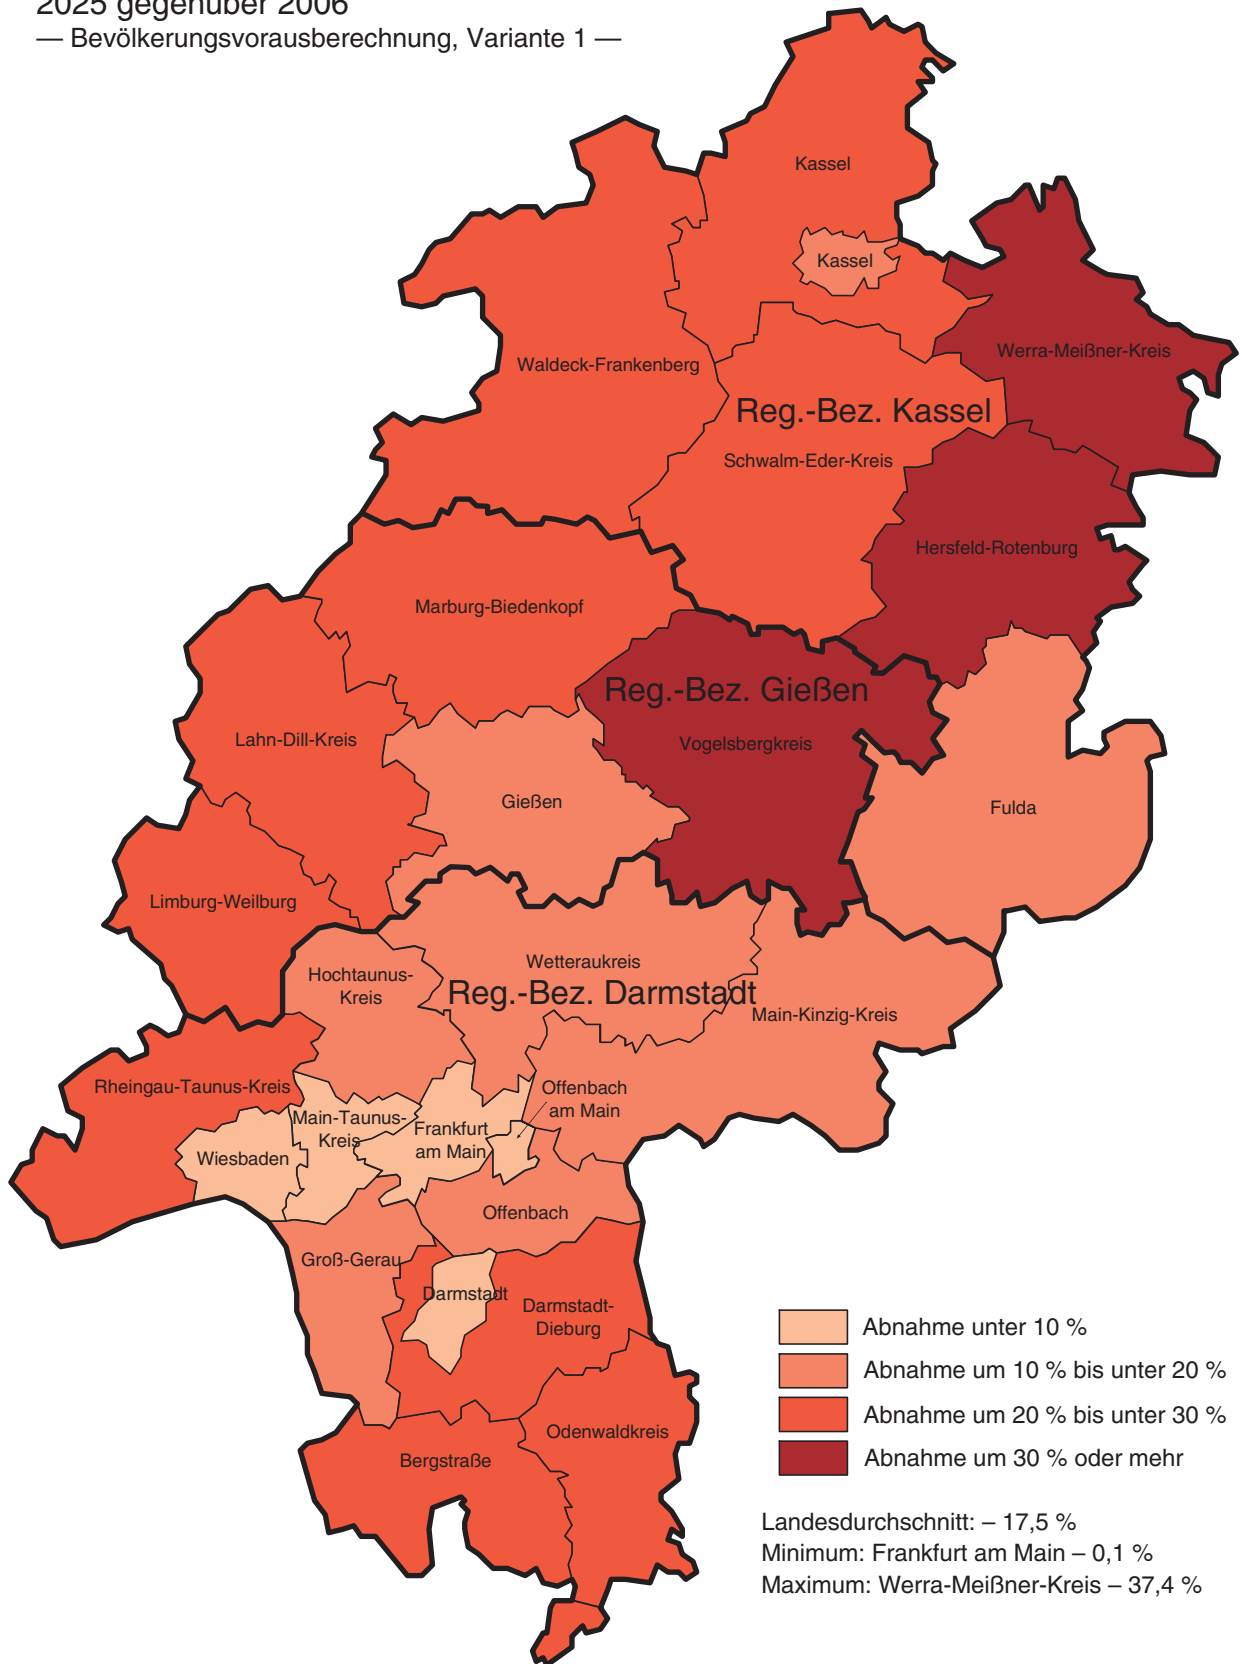 2025 gegenüber 2006
— Bevölkerungsvorausberechnung, Variante 1 —
Kassel
Kassel
Werra-Meißner-Kreis
Waldeck-Frankenberg
Reg.-Bez. Kassel
Schwalm-Eder-Kreis
Hersfeld-Rotenburg
Marburg-Biedenkopf
Reg.-Bez. Gießen
Lahn-Dill-Kreis
Vogelsbergkreis
Gießen
Fulda
Limburg-Weilburg
Wetteraukreis
Hochtaunus-
Kreis
Reg.-Bez. Darmstadt
Main-Kinzig-Kreis
Rheingau-Taunus-Kreis
Offenbach
am Main
Main-Taunus-
Kreis
Frankfurt
am Main
Wiesbaden
Offenbach
Groß-Gerau
Darmstadt
Darmstadt-
Dieburg
Odenwaldkreis
Bergstraße
Abnahme unter 10 %
Abnahme um 10 % bis unter 20 %
Abnahme um 20 % bis unter 30 %
Abnahme um 30 % oder mehr
Landesdurchschnitt: – 17,5 %
Minimum: Frankfurt am Main – 0,1 %
Maximum: Werra-Meißner-Kreis – 37,4 %